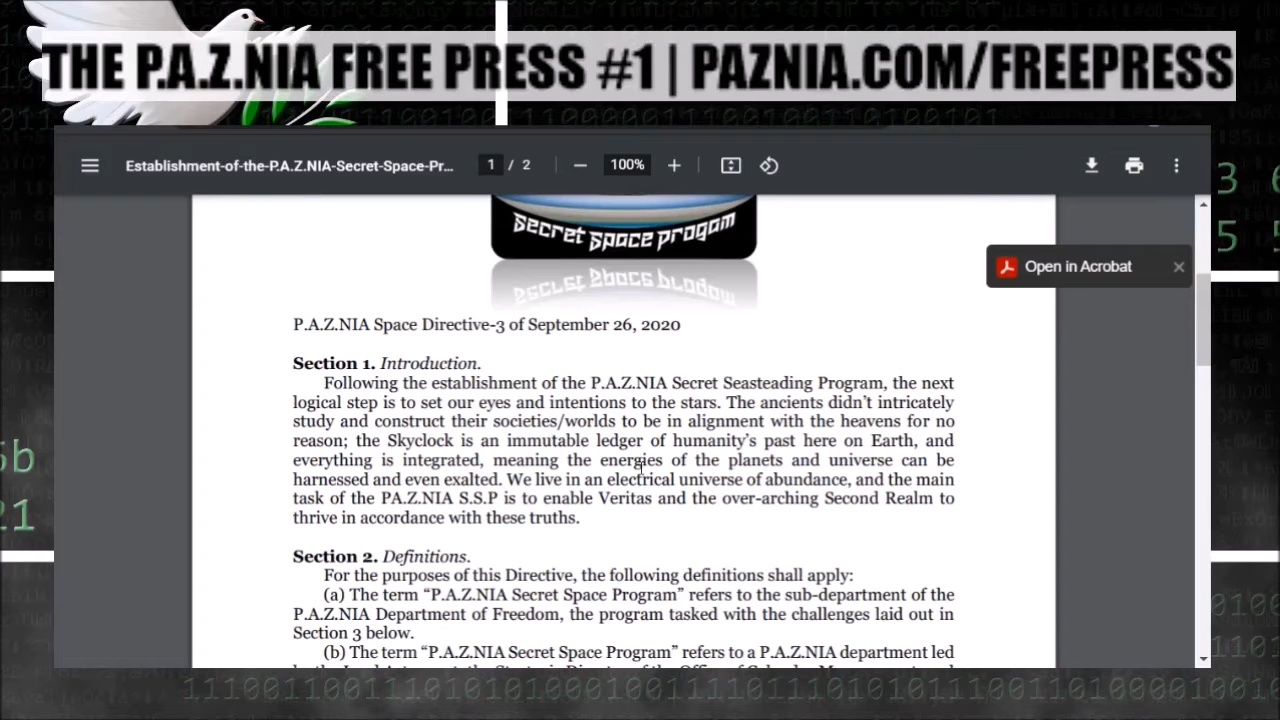 THE P.A.Z.NIA FREE PRESS #1 | PAZNIA.COM/FREEPRESS
Establishment-of-the-P.A.Z.NIA-Secret-Space-Pr... 1 / 2 100%
secret space progam
Open in Acrobat
P.A.Z.NIA Space Directive-3 of September 26, 2020
Section 1. Introduction.
Following the establishment of the P.A.Z.NIA Secret Seasteading Program, the next
logical step is to set our eyes and intentions to the stars. The ancients didn't intricately
study and construct their societies/worlds to be in alignment with the heavens for no
reason; the Skyclock is an immutable ledger of humanity's past here on Earth, and
everything is integrated, meaning the energies of the planets and universe can be
harnessed and even exalted. We live in an electrical universe of abundance, and the main
task of the PA.Z.NIA S.S.P is to enable Veritas and the over-arching Second Realm to
thrive in accordance with these truths.
Section 2. Definitions.
For the purposes of this Directive, the following definitions shall apply:
(a) The term “P.A.Z.NIA Secret Space Program” refers to the sub-department of the
P.A.Z.NIA Department of Freedom, the program tasked with the challenges laid out in
Section 3 below.
(b) The term “P.A.Z.NIA Secret Space Program” refers to a P.A.Z.NIA department led